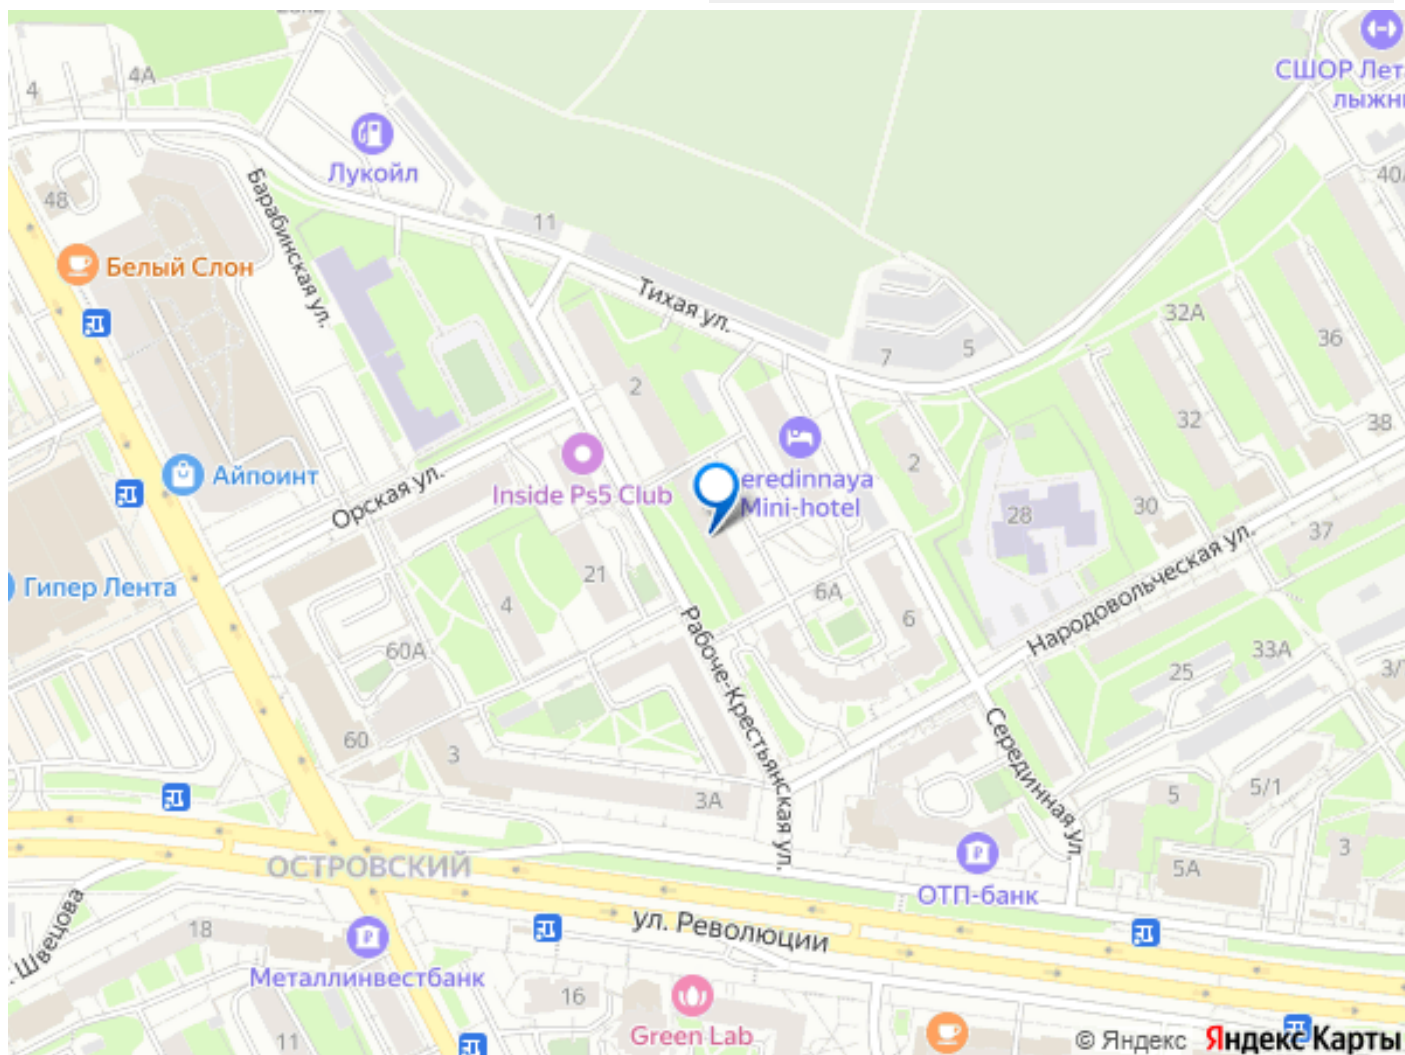 4А
4
СШОР Лет
лыжн
Лукойл
48
Барабинская ул.
11
40
Белый Слон
Тихая ул.
32А
36
7
5
2
32
38
2
Айпоинт
Орская ул.
Inside Ps5 Club
eredinnaya
Mini-hotel
30
28
37
Гипер Лента
21
4
6А
6
Народовольческая ул.
Рабоче-Крестьянская ул.
60А
33А
25
3/
60
3
3А
Серединная ул.
5
5/1
3
5А
ОСТРОВСКИЙ
ОТП-банк
Швецова
18
ул. Революции
Металлинвестбанк
16
Green Lab
11
© Яндекс Яндекс Карты